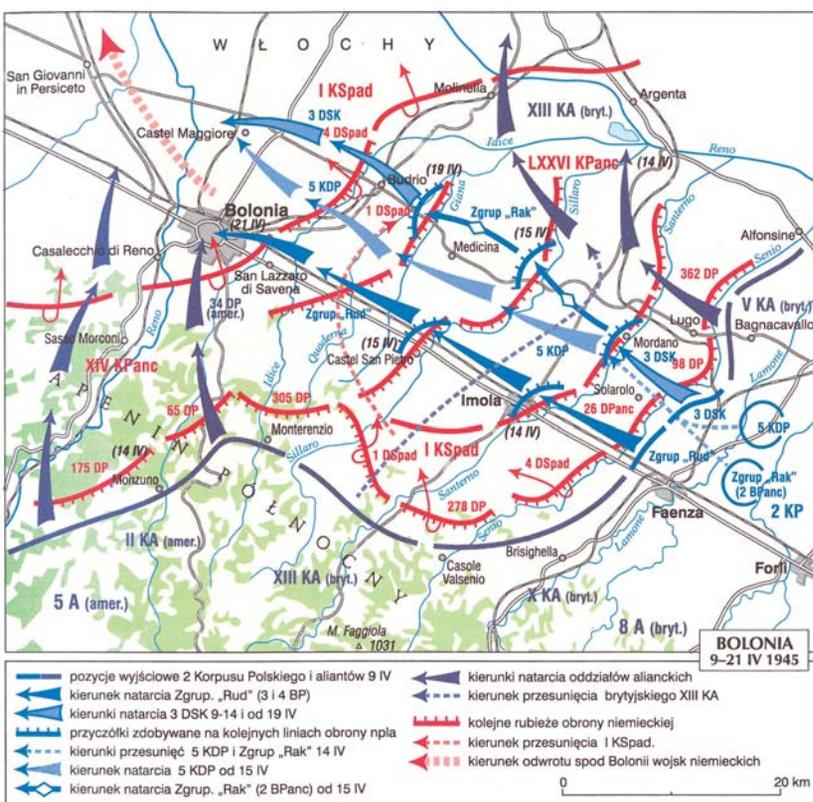 WŁOCHY
San Giovanni
in Persiceto
I KSpad
Molinella
Argenta
3 DSK
4 DSpad
XIII KA (bryt.)
Castel Maggiore
Idice
Reno
LXXVI KPanc
(14 IV)
5 KDP
Budrio
(19 IV)
Giana
Sillaro
Santerno
Zgrup „Rak”
1 DSpad
Bolonia
(21 IV)
(15 IV)
Medicina
Alfonsine
Casalecchio di Reno
San Lazzaro
di Savena
362 DP
Senio
34 DP
(amer.)
Zgrup „Rud”
V KA (bryt.)
Lugo
Bagnacavallo
Sasso Morconi
Reno
Quaderna
(15 IV)
Castel San Pietro
5 KDP
Mordano
3 DSK
98 DP
Lamone
XIV KPanc
Idice
Solarolo
Imola
26 DPanc
305 DP
65 DP
3 DSK
5 KDP
(14 IV)
Monterenzio
I KSpad
Zgrup „Rud”
(14 IV)
Sillaro
1 DSpad
4 DSpad
175 DP
Monzuno
Zgrup „Rak”
(2 BPanc)
Santerno
2 KP
278 DP
Senio
Faenza
II KA (amer.)
Lamone
Brisighella
Casole
Valsenio
XIII KA (bryt.)
X KA (bryt.)
Forli
APENIN PÓŁNOCNY
5 A (amer.)
8 A (bryt.)
M. Faggiola
1031
BOLONIA
9–21 IV 1945
pozycje wyjściowe 2 Korpusu Polskiego i aliantów 9 IV
kierunek natarcia Zgrup. „Rud” (3 i 4 BP)
kierunki natarcia 3 DSK 9-14 i od 19 IV
przyczółki zdobywane na kolejnych liniach obrony npla
kierunki przesunięć 5 KDP i Zgrup „Rak” 14 IV
kierunek natarcia 5 KDP od 15 IV
kierunek natarcia Zgrup. „Rak” (2 BPanc) od 15 IV
kierunki natarcia oddziałów alianckich
kierunek przesunięcia brytyjskiego XIII KA
kolejne rubieże obrony niemieckiej
kierunek przesunięcia I KSpad.
kierunek odwrotu spod Bolonii wojsk niemieckich
0 20 km